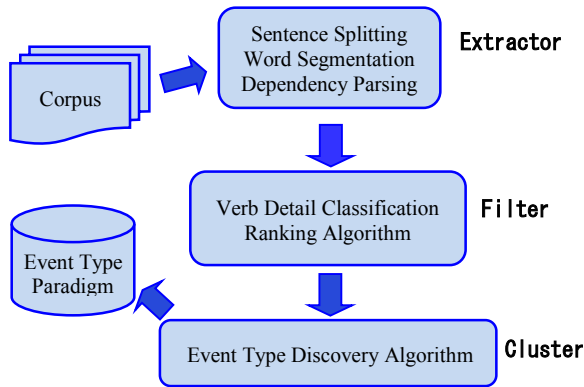 Corpus
Sentence Splitting
Word Segmentation
Dependency Parsing
Extractor
Verb Detail Classification
Ranking Algorithm
Filter
Event Type
Paradigm
Event Type Discovery Algorithm
Cluster